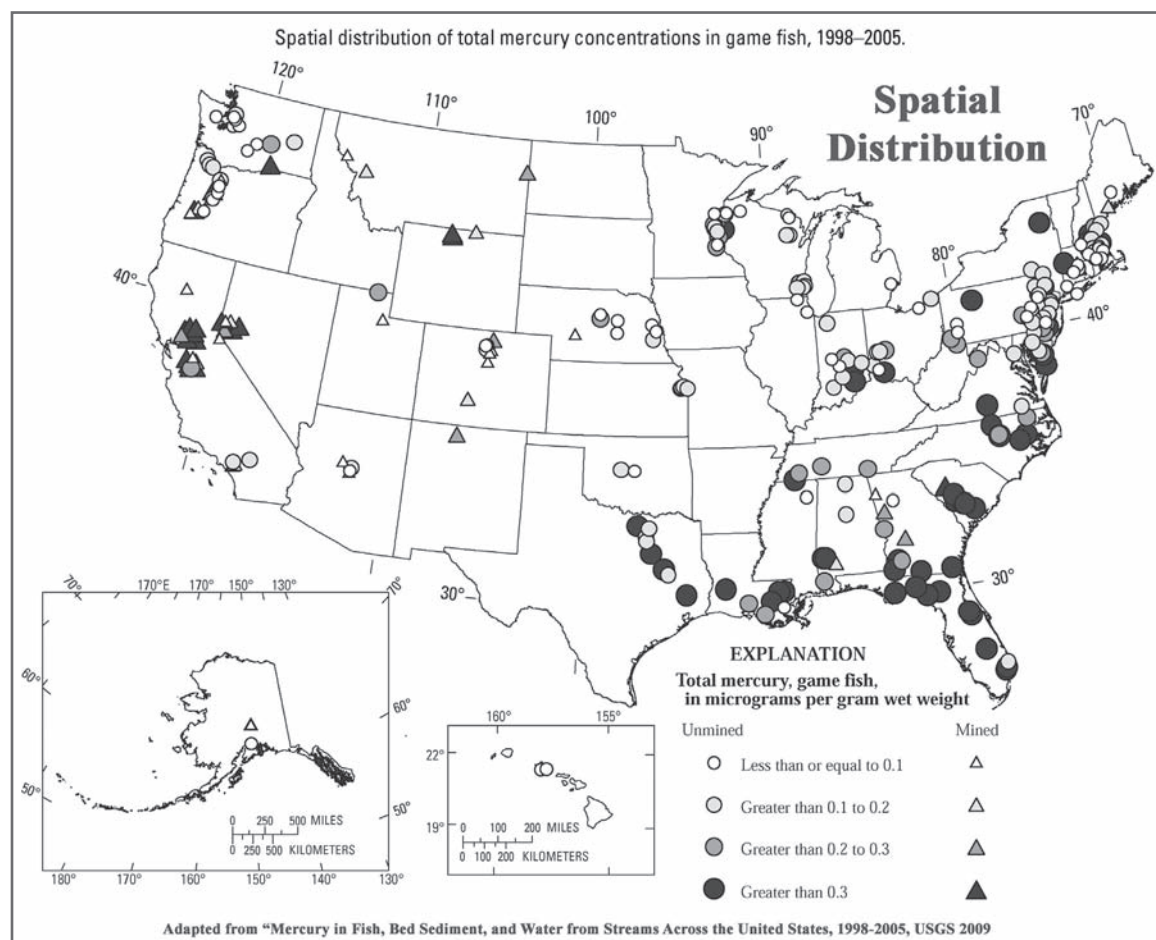 Spatial distribution of total mercury concentrations in game fish, 1998–2005.
Spatial
Distribution
120°
110°
100°
90°
80°
70°
40°
40°
30°
30°
70°
170°E
170°
150°
130°
70°
60°
60°
50°
50°
0 250 500 MILES
0 250 500 KILOMETERS
180°
170°
160°
150°
140°
130°
160°
155°
22°
19°
0 100 200 MILES
0 100 200 KILOMETERS
EXPLANATION
Total mercury, game fish,
in micrograms per gram wet weight
Unmined Mined
Less than or equal to 0.1
Greater than 0.1 to 0.2
Greater than 0.2 to 0.3
Greater than 0.3
Adapted from “Mercury in Fish, Bed Sediment, and Water from Streams Across the United States, 1998-2005, USGS 2009